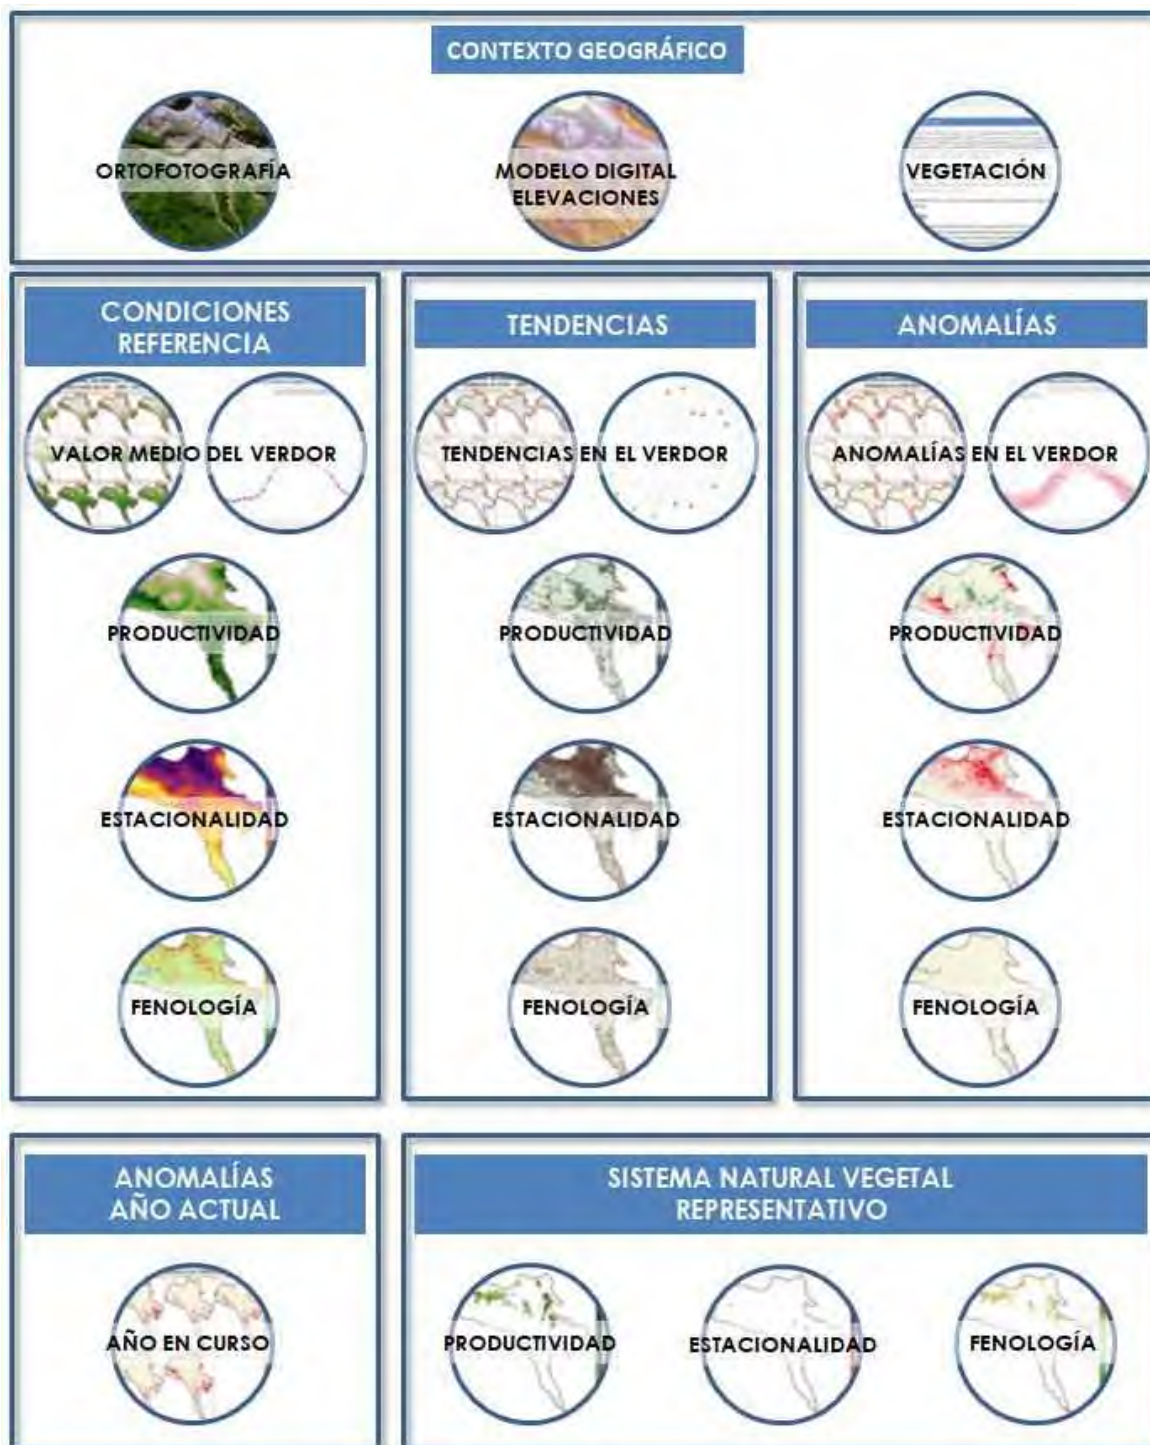 CONTEXTO GEOGRÁFICO
ORTOFOTOGRAFÍA
MODELO DIGITAL
ELEVACIONES
VEGETACIÓN
CONDICIONES
REFERENCIA
VALOR MEDIO DEL VERDOR
PRODUCTIVIDAD
ESTACIONALIDAD
FENOLOGÍA
TENDENCIAS
TENDENCIAS EN EL VERDOR
PRODUCTIVIDAD
ESTACIONALIDAD
FENOLOGÍA
ANOMALÍAS
ANOMALÍAS EN EL VERDOR
PRODUCTIVIDAD
ESTACIONALIDAD
FENOLOGÍA
ANOMALÍAS
AÑO ACTUAL
AÑO EN CURSO
SISTEMA NATURAL VEGETAL
REPRESENTATIVO
PRODUCTIVIDAD
ESTACIONALIDAD
FENOLOGÍA